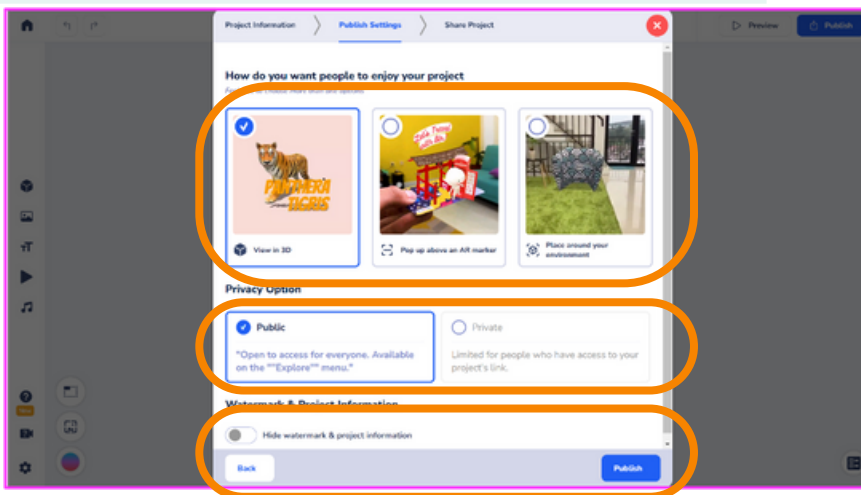 Project Information
Publish Settings
Share Project
Preview
Publish
How do you want people to enjoy your project
PANTHERA
TIGRIS
View in 3D
Pop up above an AR marker
Place around your
environment
Privacy Option
Public
"Open to access for everyone. Available
on the ""Explore"" menu."
Private
Limited for people who have access to your
project's link.
Watermark & Project Information
Hide watermark & project information
Back
Publish